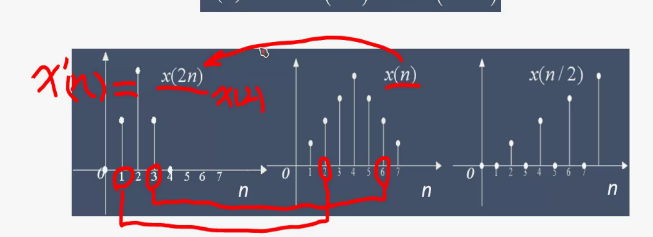 x'(n) = x(2n) x(2)
x(n)
x(n/2)
0 1 2 3 4 5 6 7 n
0 1 2 3 4 5 6 7 n
0 1 2 3 4 5 6 7 n